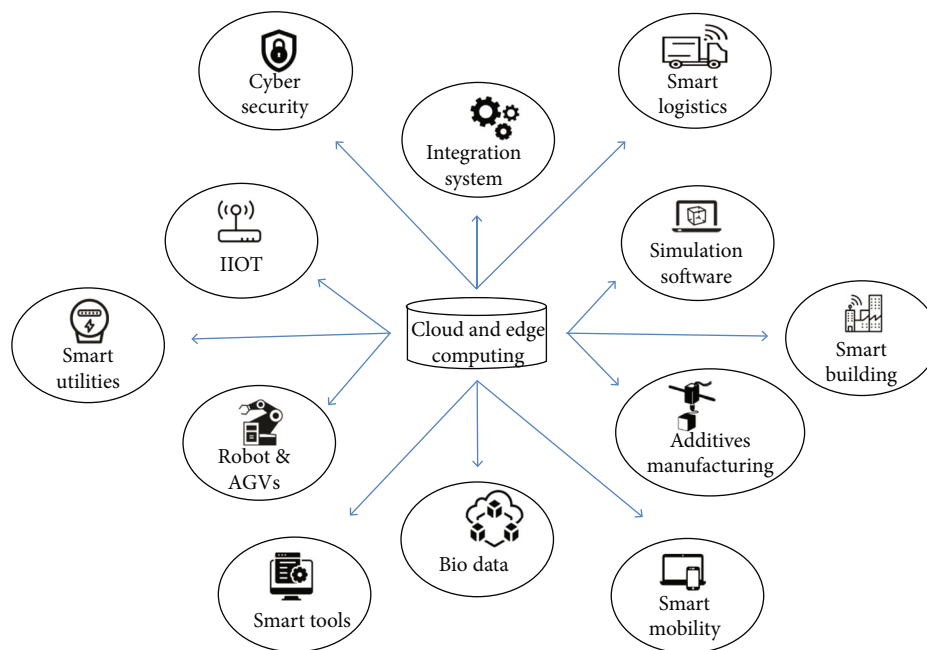 Cyber
security
Smart
logistics
Integration
system
IIOT
Simulation
software
Smart
utilities
Cloud and edge
computing
Smart
building
Robot &
AGVs
Additives
manufacturing
Smart tools
Bio data
Smart
mobility